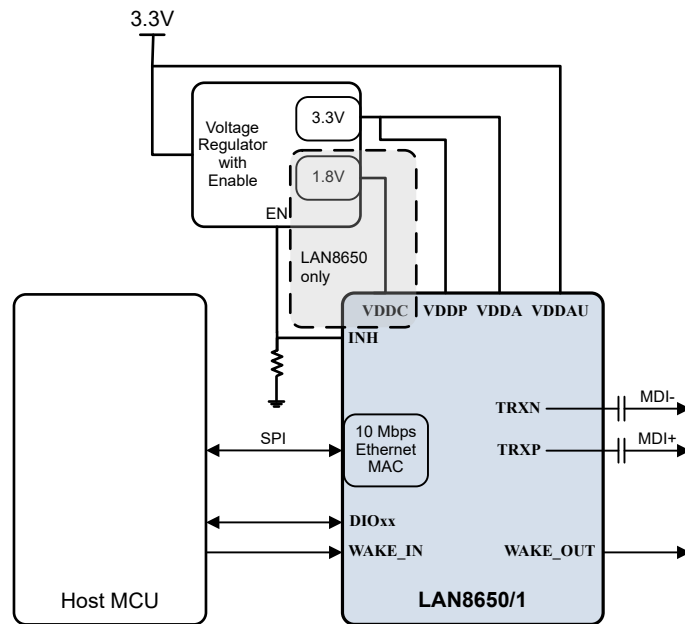 3.3V
Voltage
Regulator
with
Enable
3.3V
1.8V
EN
LAN8650
only
VDDC VDDP VDDA VDDAU
INH
TRXN
MDI-
10 Mbps
Ethernet
MAC
SPI
TRXP
MDI+
DIOxx
WAKE_IN
WAKE_OUT
Host MCU
LAN8650/1